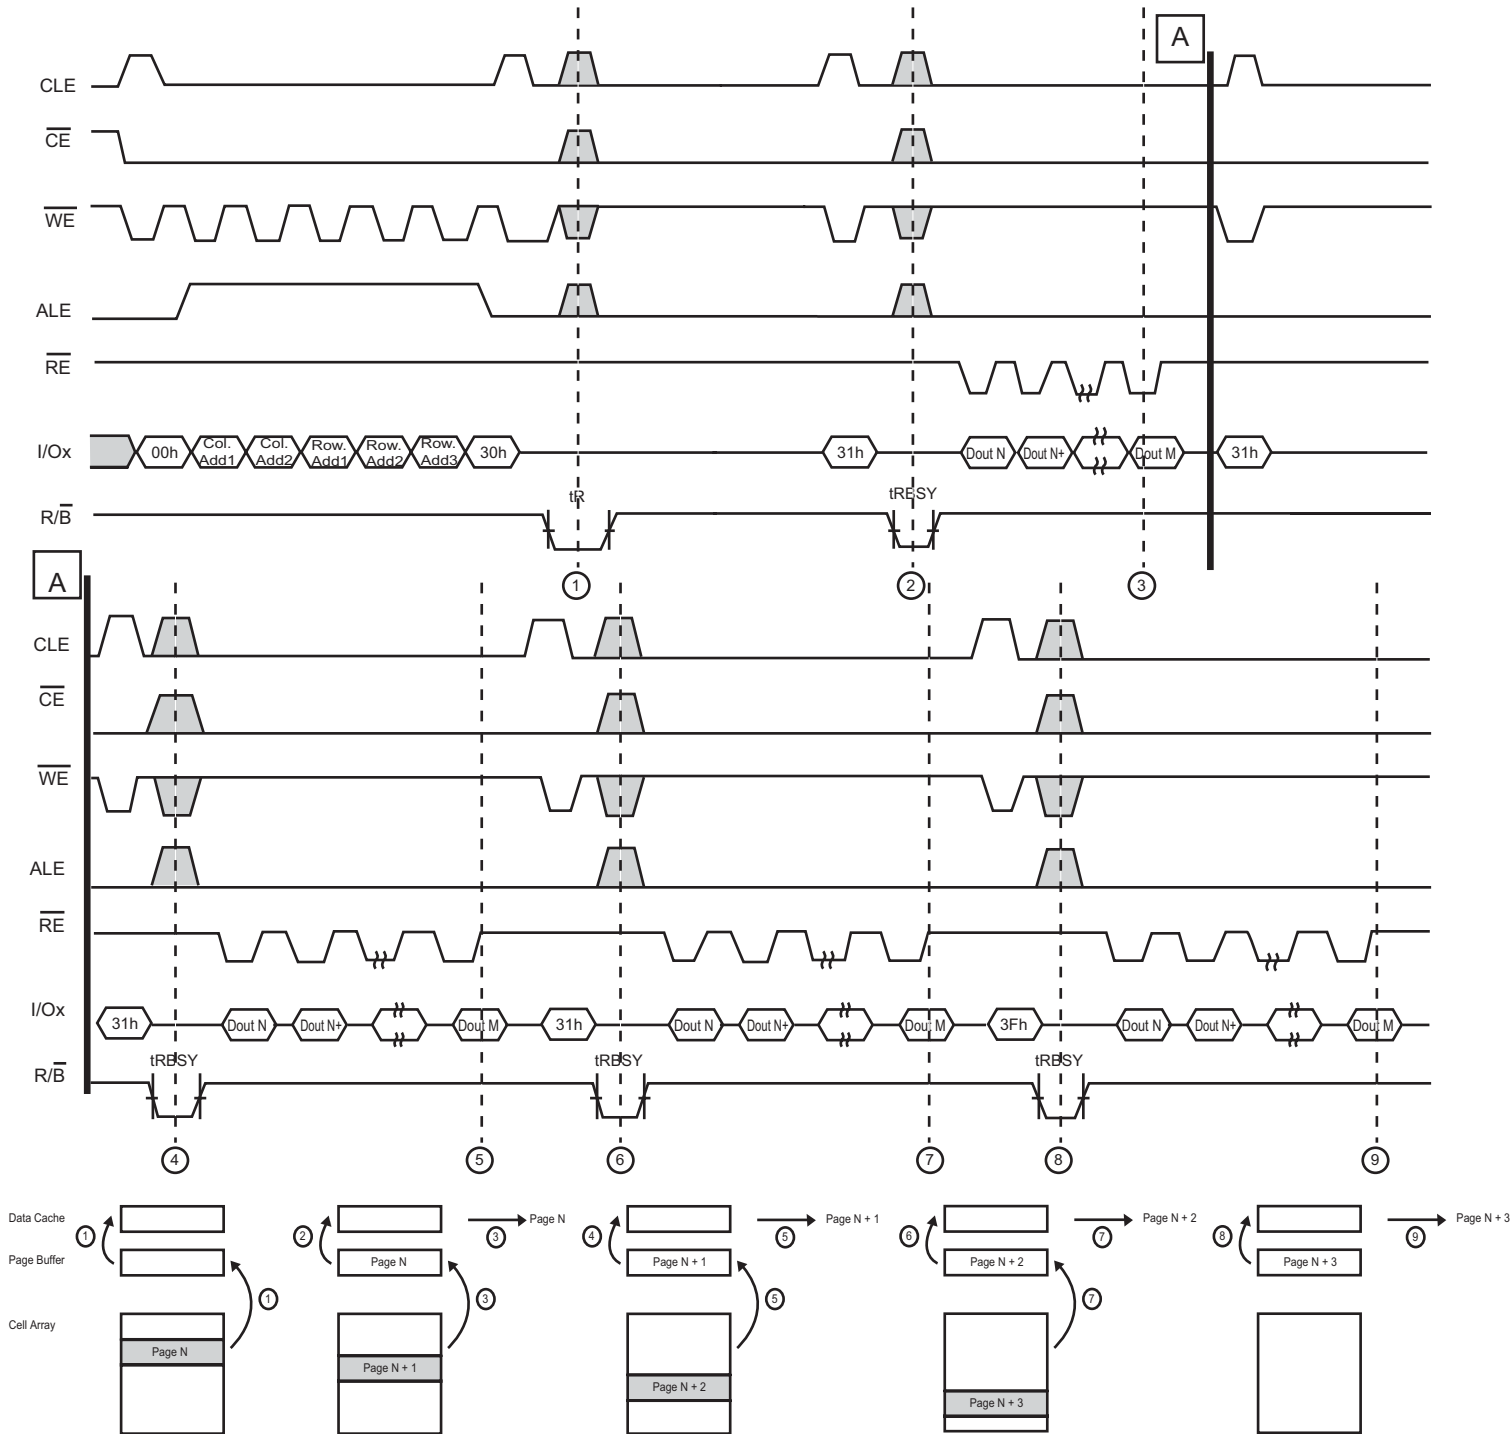 A
CLE
CE
WE
ALE
RE
I/Ox 00h Col. Add1 Col. Add2 Row. Add1 Row. Add2 Row. Add3 30h 31h Dout N Dout N+ Dout M 31h
tR tRBSY
R/B
1 2 3
A
CLE
CE
WE
ALE
RE
I/Ox 31h Dout N Dout N+ Dout M 31h Dout N Dout N+ Dout M 3Fh Dout N Dout N+ Dout M
tRBSY tRBSY tRBSY
R/B
4 5 6 7 8 9
Data Cache 1 2 3 Page N 4 5 Page N + 1 6 7 Page N + 2 8 9 Page N + 3
Page Buffer Page N Page N + 1 Page N + 2 Page N + 3
1 3 5 7
Cell Array
Page N
Page N + 1
Page N + 2
Page N + 3